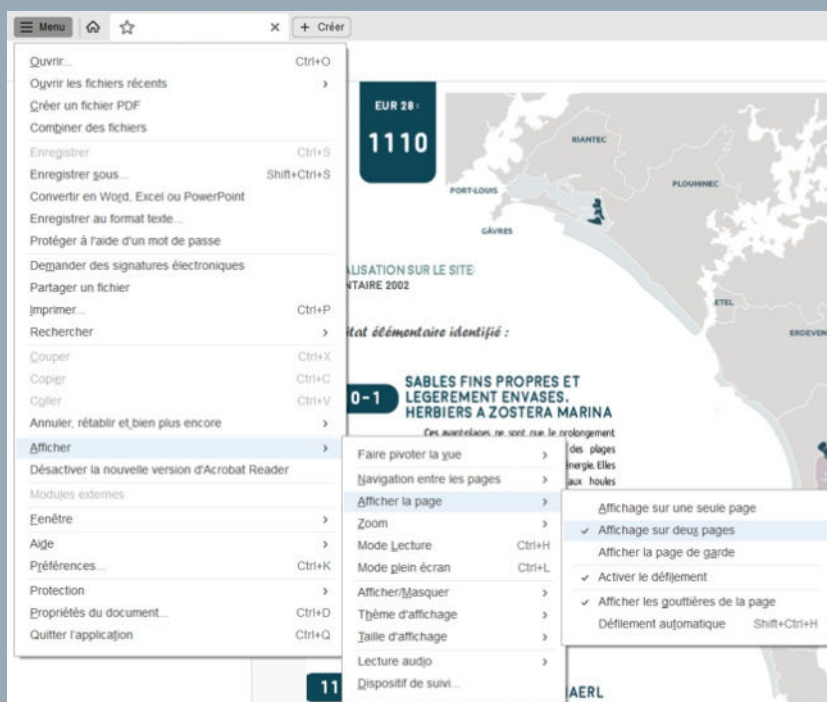 Menu
+ Créer
Ouvrir... Ctrl+O
Ouvrir les fichiers récents
Créer un fichier PDF
Combiner des fichiers
Enregistrer Ctrl+S
Enregistrer sous... Shift+Ctrl+S
Convertir en Word, Excel ou PowerPoint
Enregistrer au format texte...
Protéger à l'aide d'un mot de passe
Demander des signatures électroniques
Partager un fichier
Imprimer... Ctrl+P
Rechercher
Couper Ctrl+X
Copier Ctrl+C
Coller Ctrl+V
Annuler, rétablir et bien plus encore
Afficher
Désactiver la nouvelle version d'Acrobat Reader
Modules externes
Fenêtre
Aide
Préférences... Ctrl+K
Protection
Propriétés du document... Ctrl+D
Quitter l'application Ctrl+Q
Faire pivoter la vue
Navigation entre les pages
Afficher la page
Zoom
Mode Lecture Ctrl+H
Mode plein écran Ctrl+L
Afficher/Masquer
Thème d'affichage
Taille d'affichage
Lecture audio
Dispositif de suivi...
Affichage sur une seule page
Affichage sur deux pages
Afficher la page de garde
Activer le défilement
Afficher les gouttières de la page
Défilement automatique Shift+Ctrl+H
EUR 28 :
1110
RIANTEC
PLOUHINEC
PORT-LOUIS
GÂVRES
ETEL
ERDEVEN
ALISATION SUR LE SITE:
NTAIRE 2002
itat élémentaire identifié :
0-1
SABLES FINS PROPRES ET
LEGEREMENT ENVASES.
HERBIERS A ZOSTERA MARINA
Ces avant-plages ne sont que le prolongement
des plages
énergie. Elles
aux houles
11
AERL